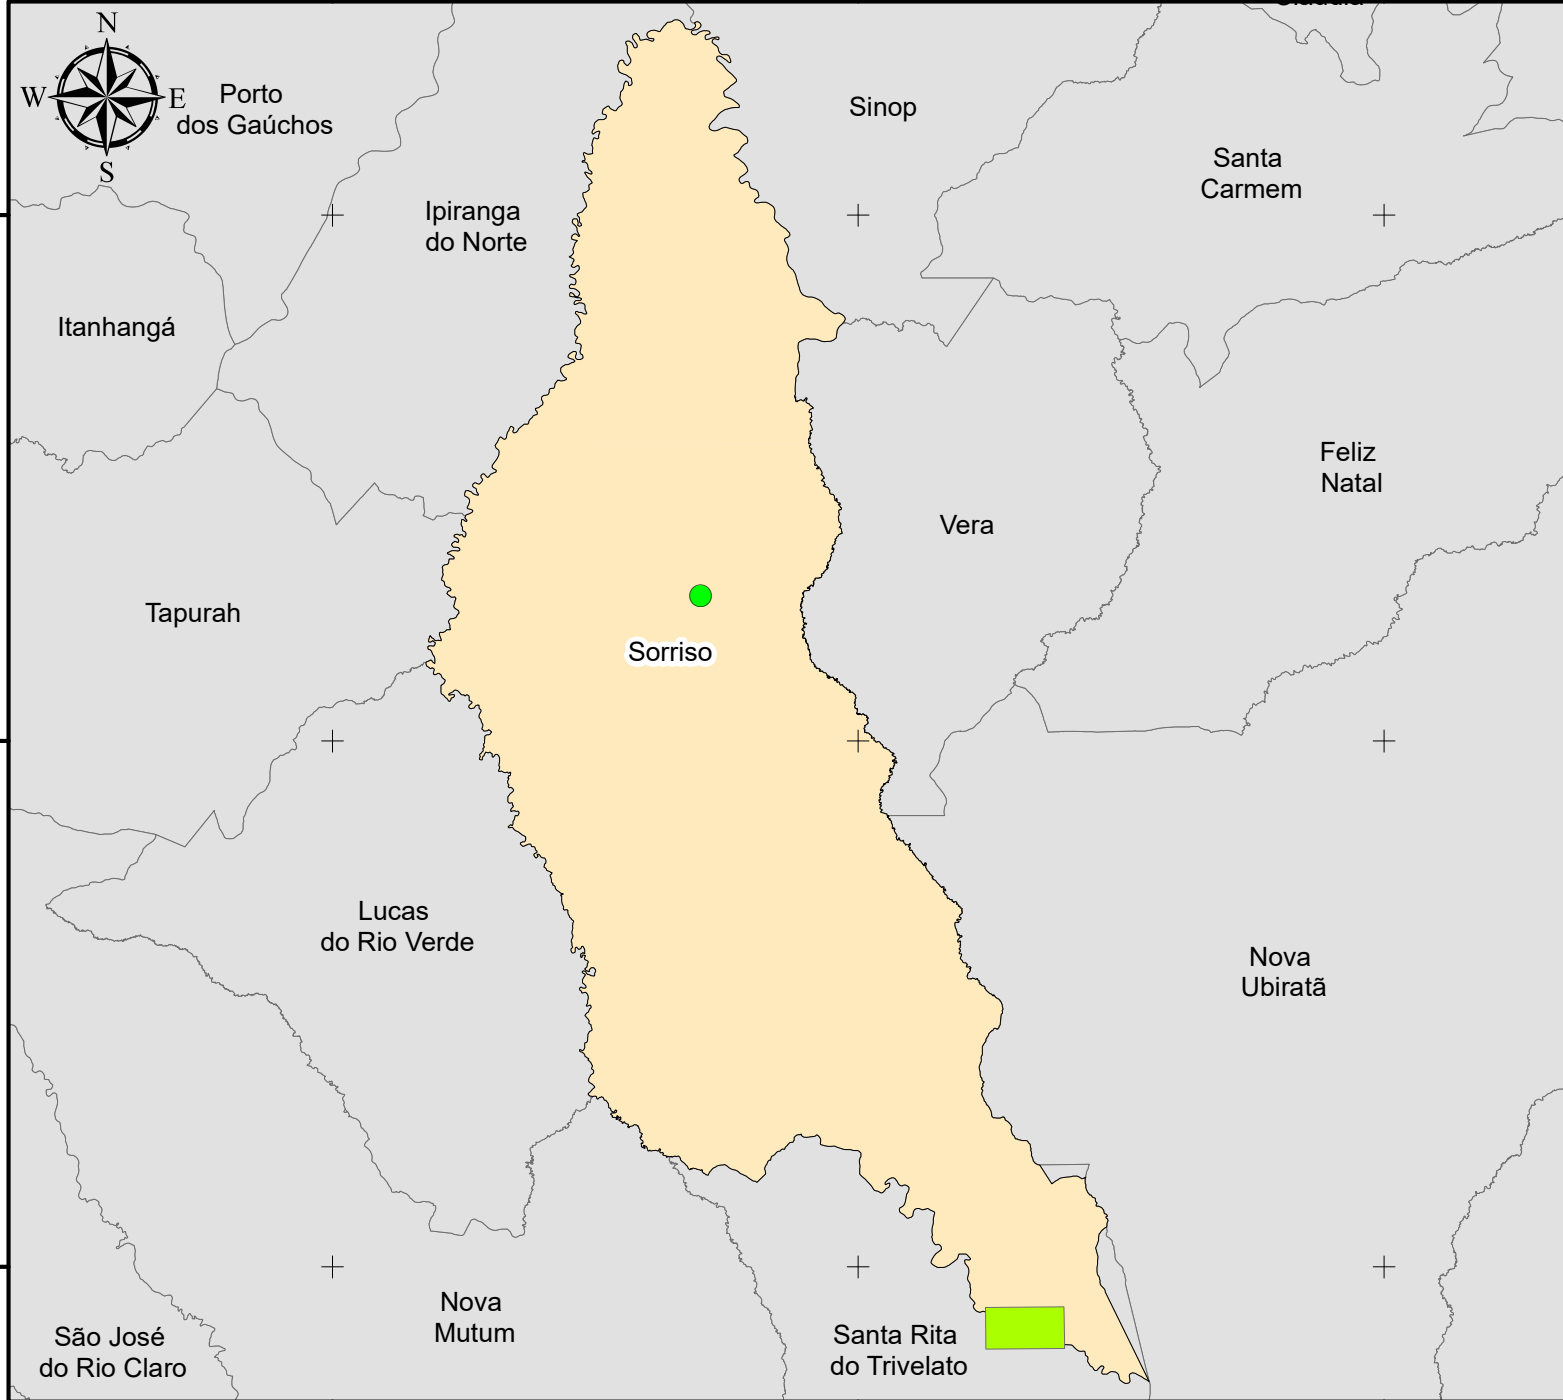 N
W
E
S
Porto
dos Gaúchos
Sinop
Santa
Carmem
Ipiranga
do Norte
Itanhangá
Feliz
Natal
Vera
Tapurah
Sorriso
Lucas
do Rio Verde
Nova
Ubiratã
Nova
Mutum
Santa Rita
do Trivelato
São José
do Rio Claro